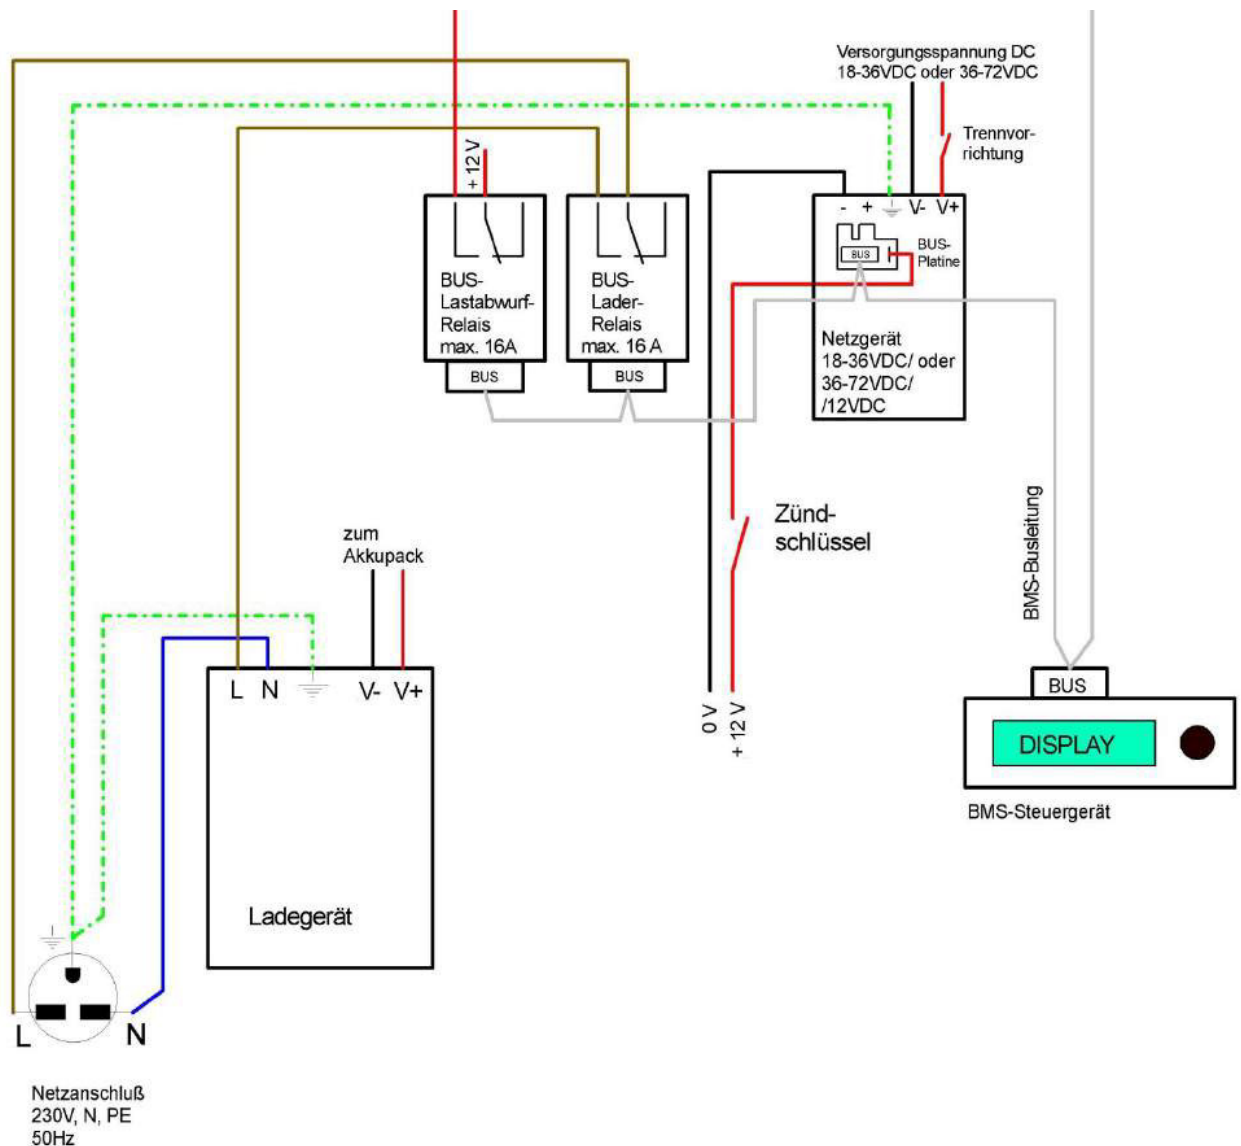 Versorgungsspannung DC
18-36VDC oder 36-72VDC
Trennvor-
richtung
+ 12 V
- + V- V+
BUS
BUS-
Platine
BUS-
Lastabwurf-
Relais
max. 16A
BUS
BUS-
Lader-
Relais
max. 16 A
BUS
Netzgerät
18-36VDC/ oder
36-72VDC/
/12VDC
Zünd-
schlüssel
BMS-Busleitung
zum
Akkupack
L N V- V+
Ladegerät
0 V
+ 12 V
BUS
DISPLAY
BMS-Steuergerät
L N
Netzanschluß
230V, N, PE
50Hz